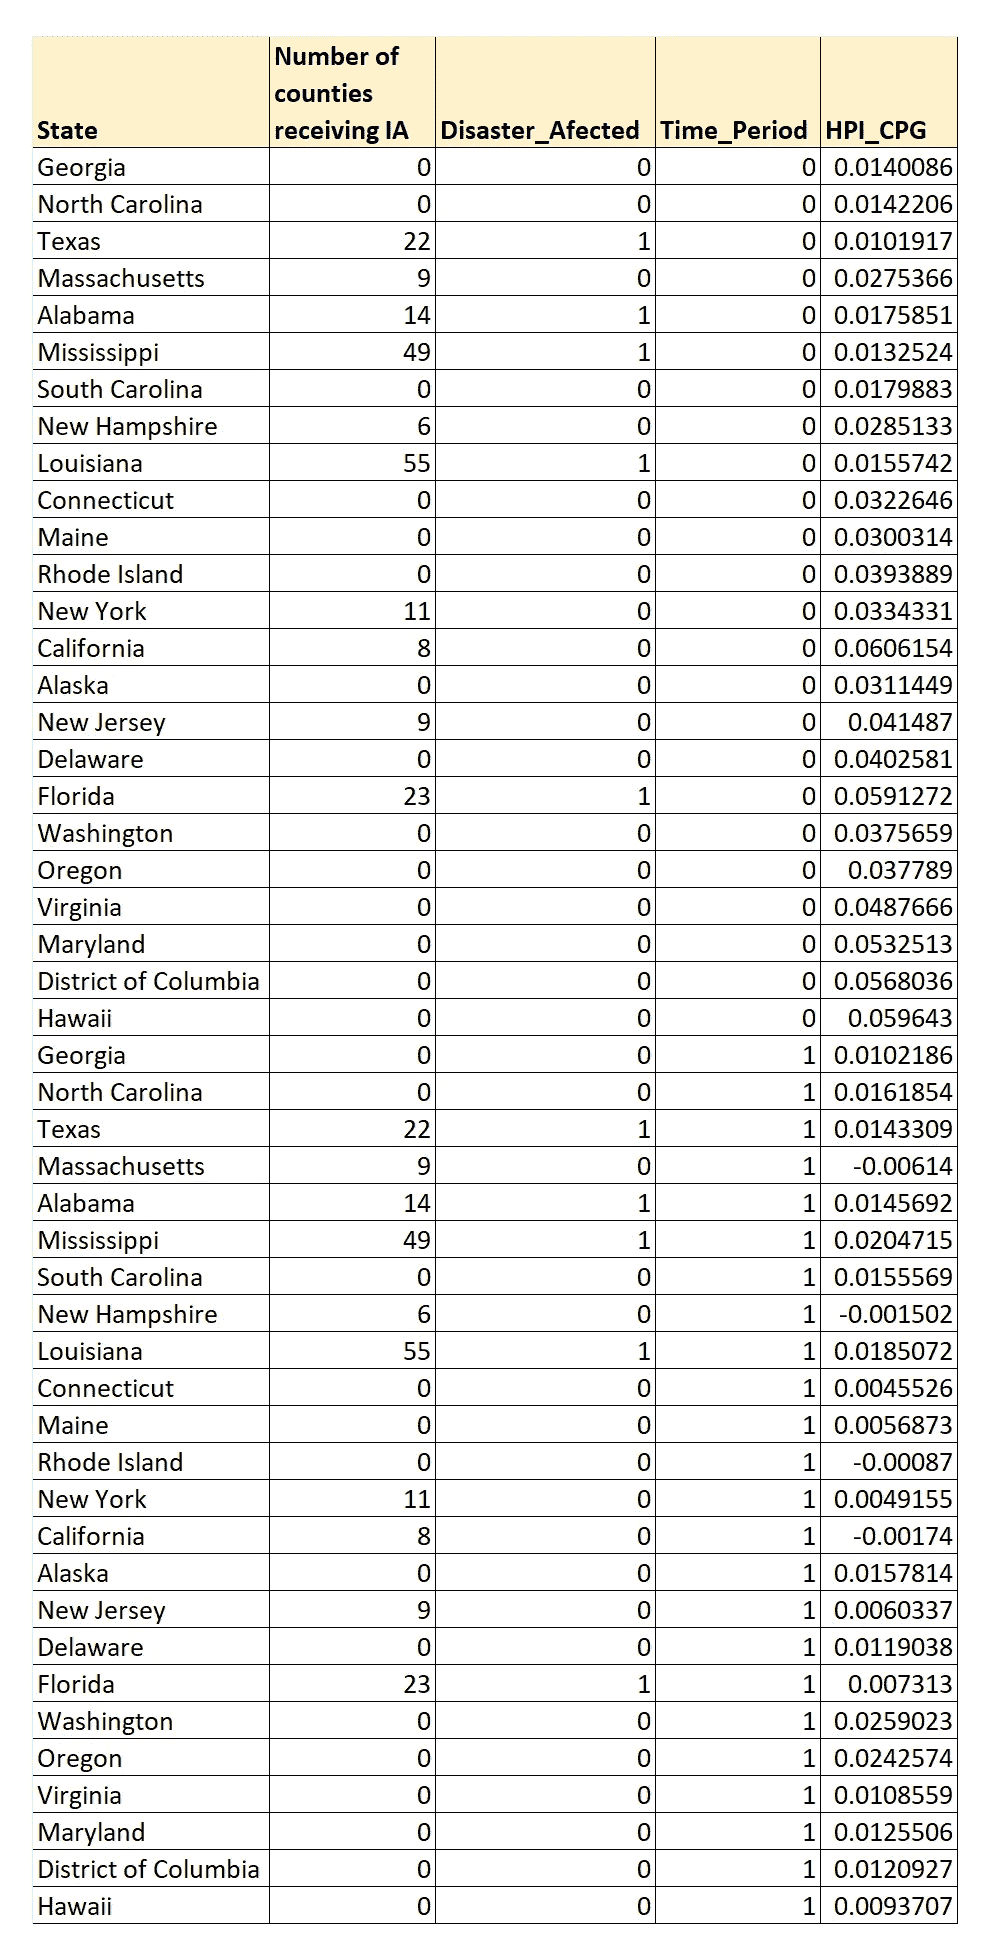 Number of
counties
State receiving IA Disaster_Afected Time_Period HPI_CPG
Georgia 0 0 0 0.0140086
North Carolina 0 0 0 0.0142206
Texas 22 1 0 0.0101917
Massachusetts 9 0 0 0.0275366
Alabama 14 1 0 0.0175851
Mississippi 49 1 0 0.0132524
South Carolina 0 0 0 0.0179883
New Hampshire 6 0 0 0.0285133
Louisiana 55 1 0 0.0155742
Connecticut 0 0 0 0.0322646
Maine 0 0 0 0.0300314
Rhode Island 0 0 0 0.0393889
New York 11 0 0 0.0334331
California 8 0 0 0.0606154
Alaska 0 0 0 0.0311449
New Jersey 9 0 0 0.041487
Delaware 0 0 0 0.0402581
Florida 23 1 0 0.0591272
Washington 0 0 0 0.0375659
Oregon 0 0 0 0.037789
Virginia 0 0 0 0.0487666
Maryland 0 0 0 0.0532513
District of Columbia 0 0 0 0.0568036
Hawaii 0 0 0 0.059643
Georgia 0 0 1 0.0102186
North Carolina 0 0 1 0.0161854
Texas 22 1 1 0.0143309
Massachusetts 9 0 1 -0.00614
Alabama 14 1 1 0.0145692
Mississippi 49 1 1 0.0204715
South Carolina 0 0 1 0.0155569
New Hampshire 6 0 1 -0.001502
Louisiana 55 1 1 0.0185072
Connecticut 0 0 1 0.0045526
Maine 0 0 1 0.0056873
Rhode Island 0 0 1 -0.00087
New York 11 0 1 0.0049155
California 8 0 1 -0.00174
Alaska 0 0 1 0.0157814
New Jersey 9 0 1 0.0060337
Delaware 0 0 1 0.0119038
Florida 23 1 1 0.007313
Washington 0 0 1 0.0259023
Oregon 0 0 1 0.0242574
Virginia 0 0 1 0.0108559
Maryland 0 0 1 0.0125506
District of Columbia 0 0 1 0.0120927
Hawaii 0 0 1 0.0093707